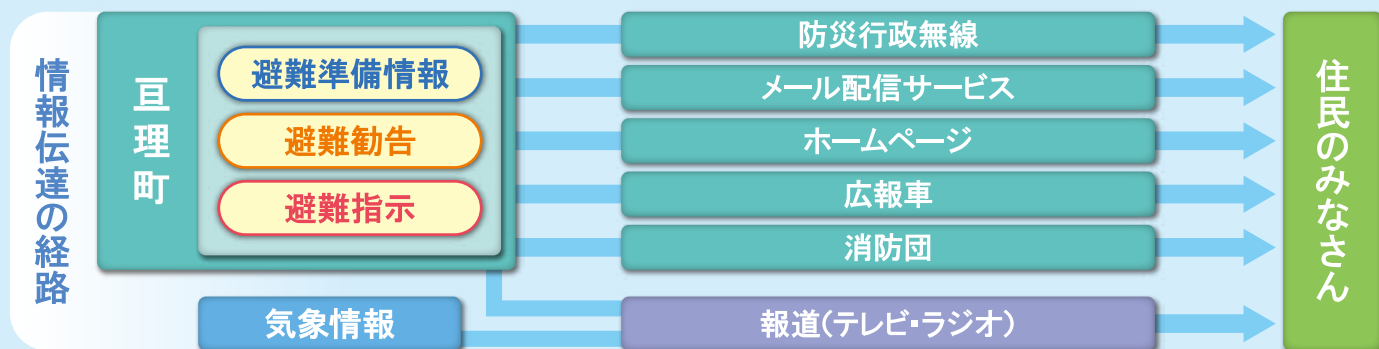 情報伝達の経路
亘理町
避難準備情報
避難勧告
避難指示
気象情報
防災行政無線
メール配信サービス
ホームページ
広報車
消防団
報道(テレビ・ラジオ)
住民のみなさん